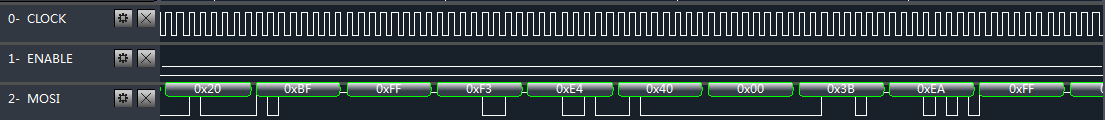 0- CLOCK
1- ENABLE
2- MOSI
0x20 0xBF 0xFF 0xF3 0xE4 0x40 0x00 0x3B 0xEA 0xFF